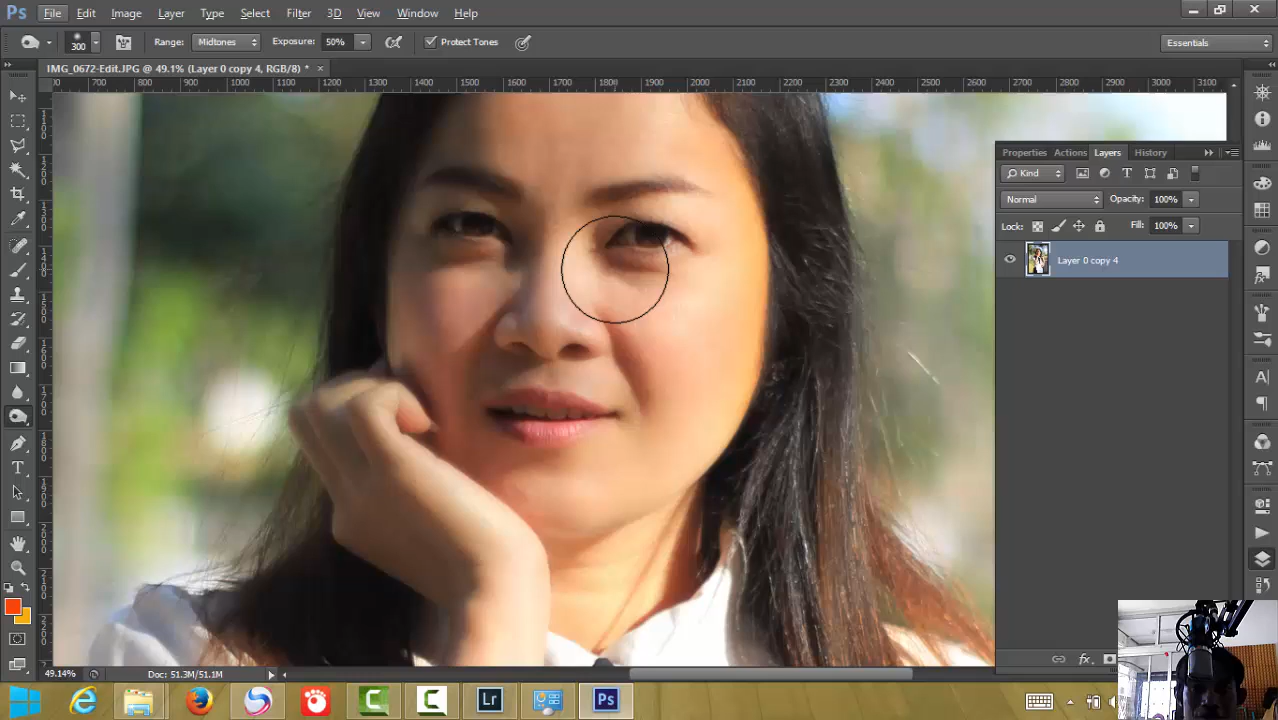 Ps File Edit Image Layer Type Select Filter 3D View Window Help
300 Range: Midtones Exposure: 50% Protect Tones Essentials
IMG_0672-Edit.JPG @ 49.1% (Layer 0 copy 4, RGB/8) * ×
700 800 900 1000 1100 1200 1300 1400 1500 1600 1700 1800 1900 2000 2100 2200 2300 2400 2500 2600 2700 2800 2900 3000 3100
Properties Actions Layers History
Kind
Normal Opacity: 100%
Lock: Fill: 100%
Layer 0 copy 4
fx
49.14% Doc: 51.3M/51.1M
Lr Ps